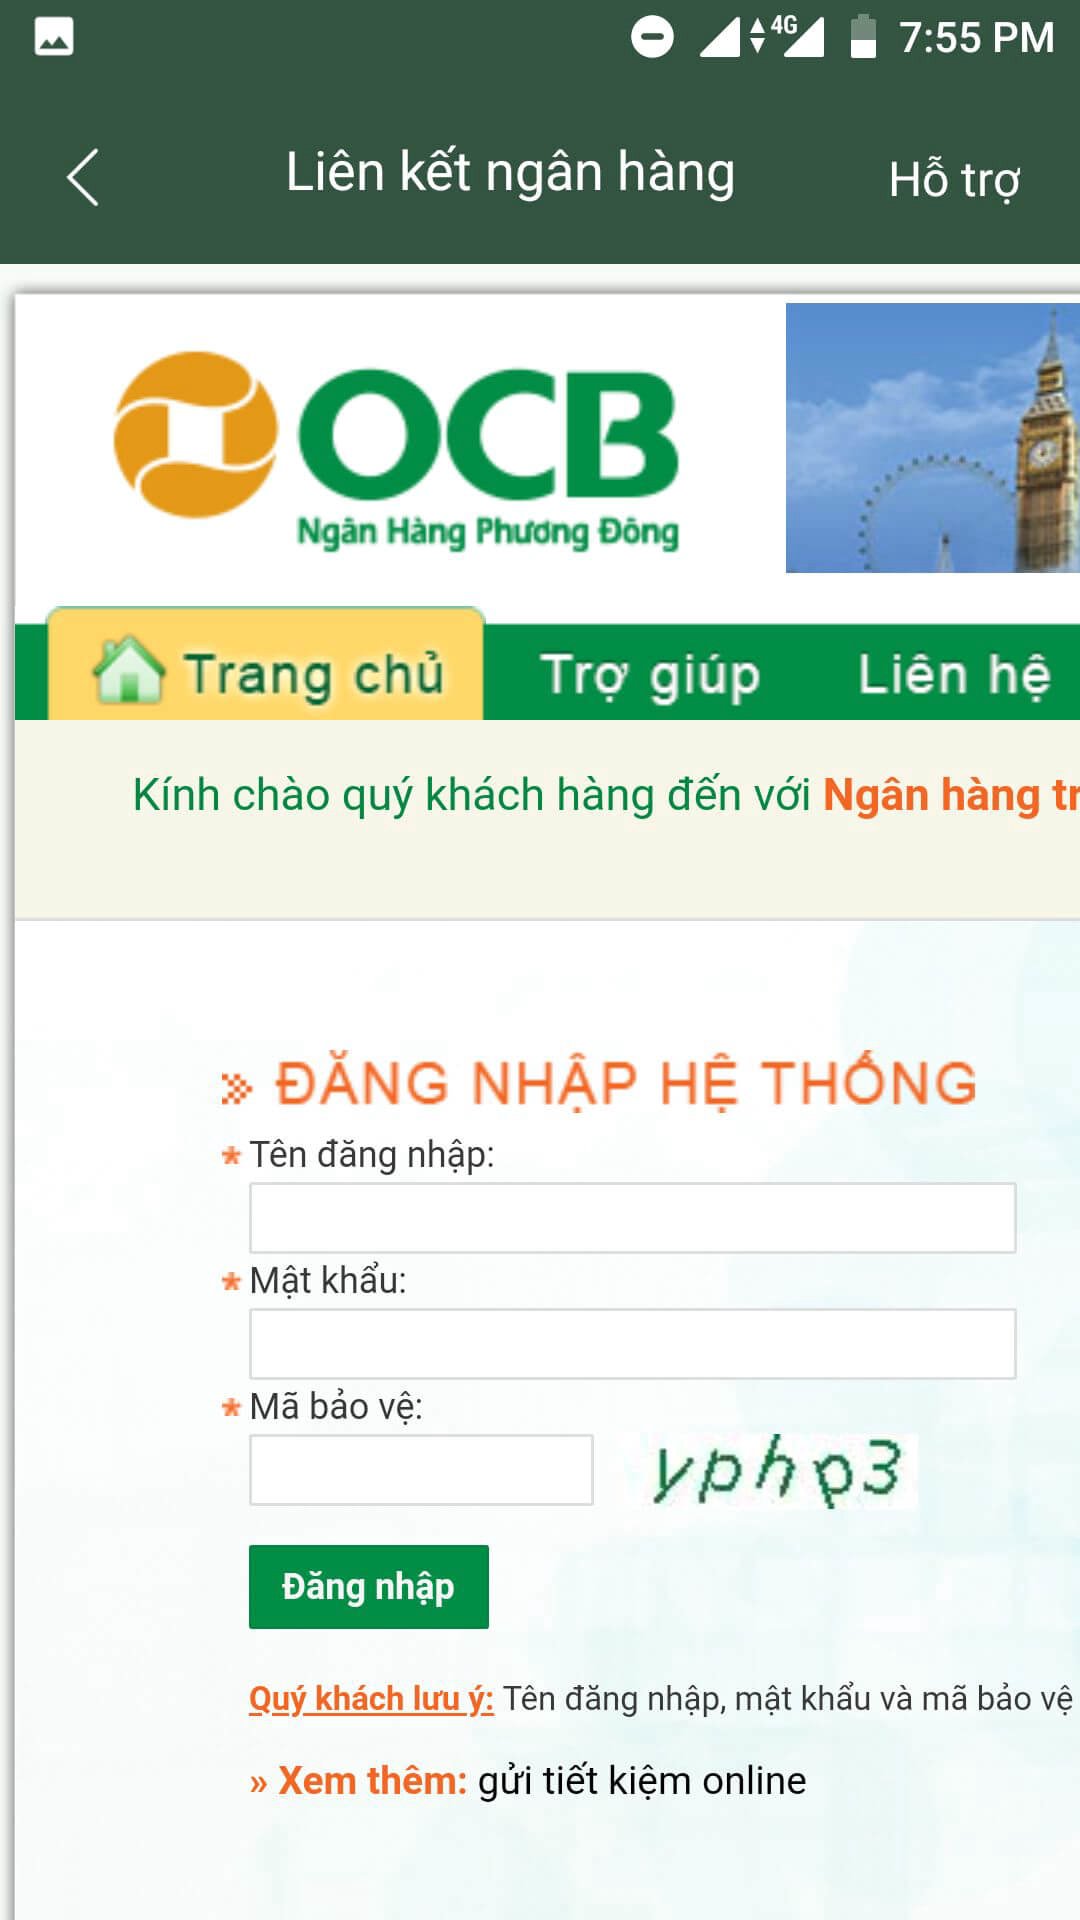 4G 7:55 PM
Liên kết ngân hàng
Hỗ trợ
OCB
Ngân Hàng Phương Đông
Trang chủ Trợ giúp Liên hệ
Kính chào quý khách hàng đến với Ngân hàng tr
» ĐĂNG NHẬP HỆ THỐNG
* Tên đăng nhập:
* Mật khẩu:
* Mã bảo vệ:
yphp3
Đăng nhập
Quý khách lưu ý: Tên đăng nhập, mật khẩu và mã bảo vệ
» Xem thêm: gửi tiết kiệm online